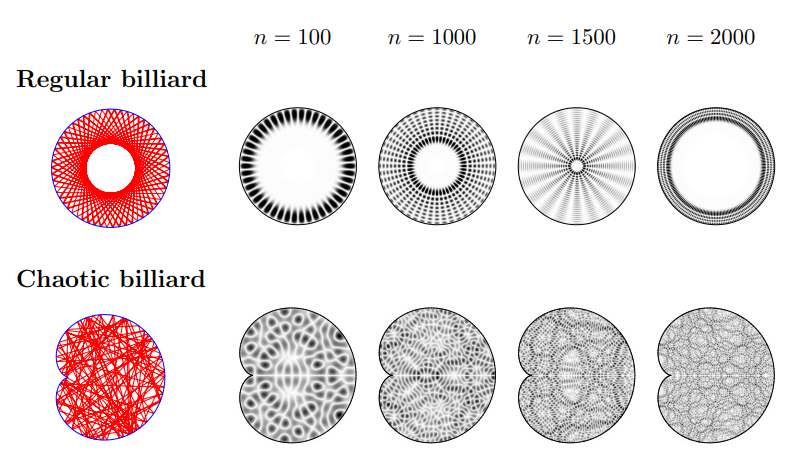 n = 100 n = 1000 n = 1500 n = 2000
Regular billiard
Chaotic billiard